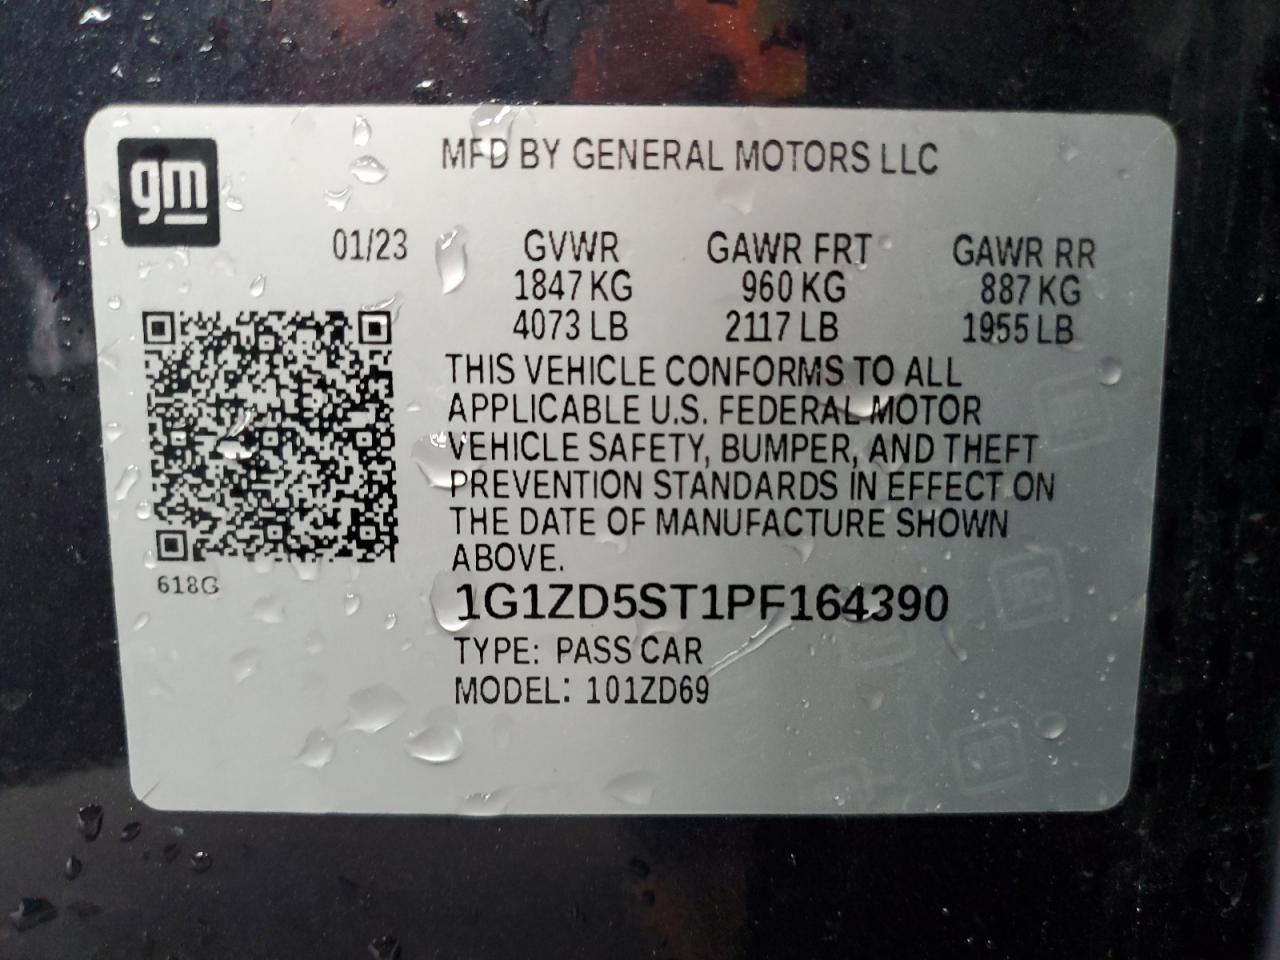 gm
MFD BY GENERAL MOTORS LLC
01/23 GVWR GAWR FRT GAWR RR
1847 KG 960 KG 887 KG
4073 LB 2117 LB 1955 LB
THIS VEHICLE CONFORMS TO ALL
APPLICABLE U.S. FEDERAL MOTOR
VEHICLE SAFETY, BUMPER, AND THEFT
PREVENTION STANDARDS IN EFFECT ON
THE DATE OF MANUFACTURE SHOWN
ABOVE.
618G
1G1ZD5ST1PF164390
TYPE: PASS CAR
MODEL: 101ZD69